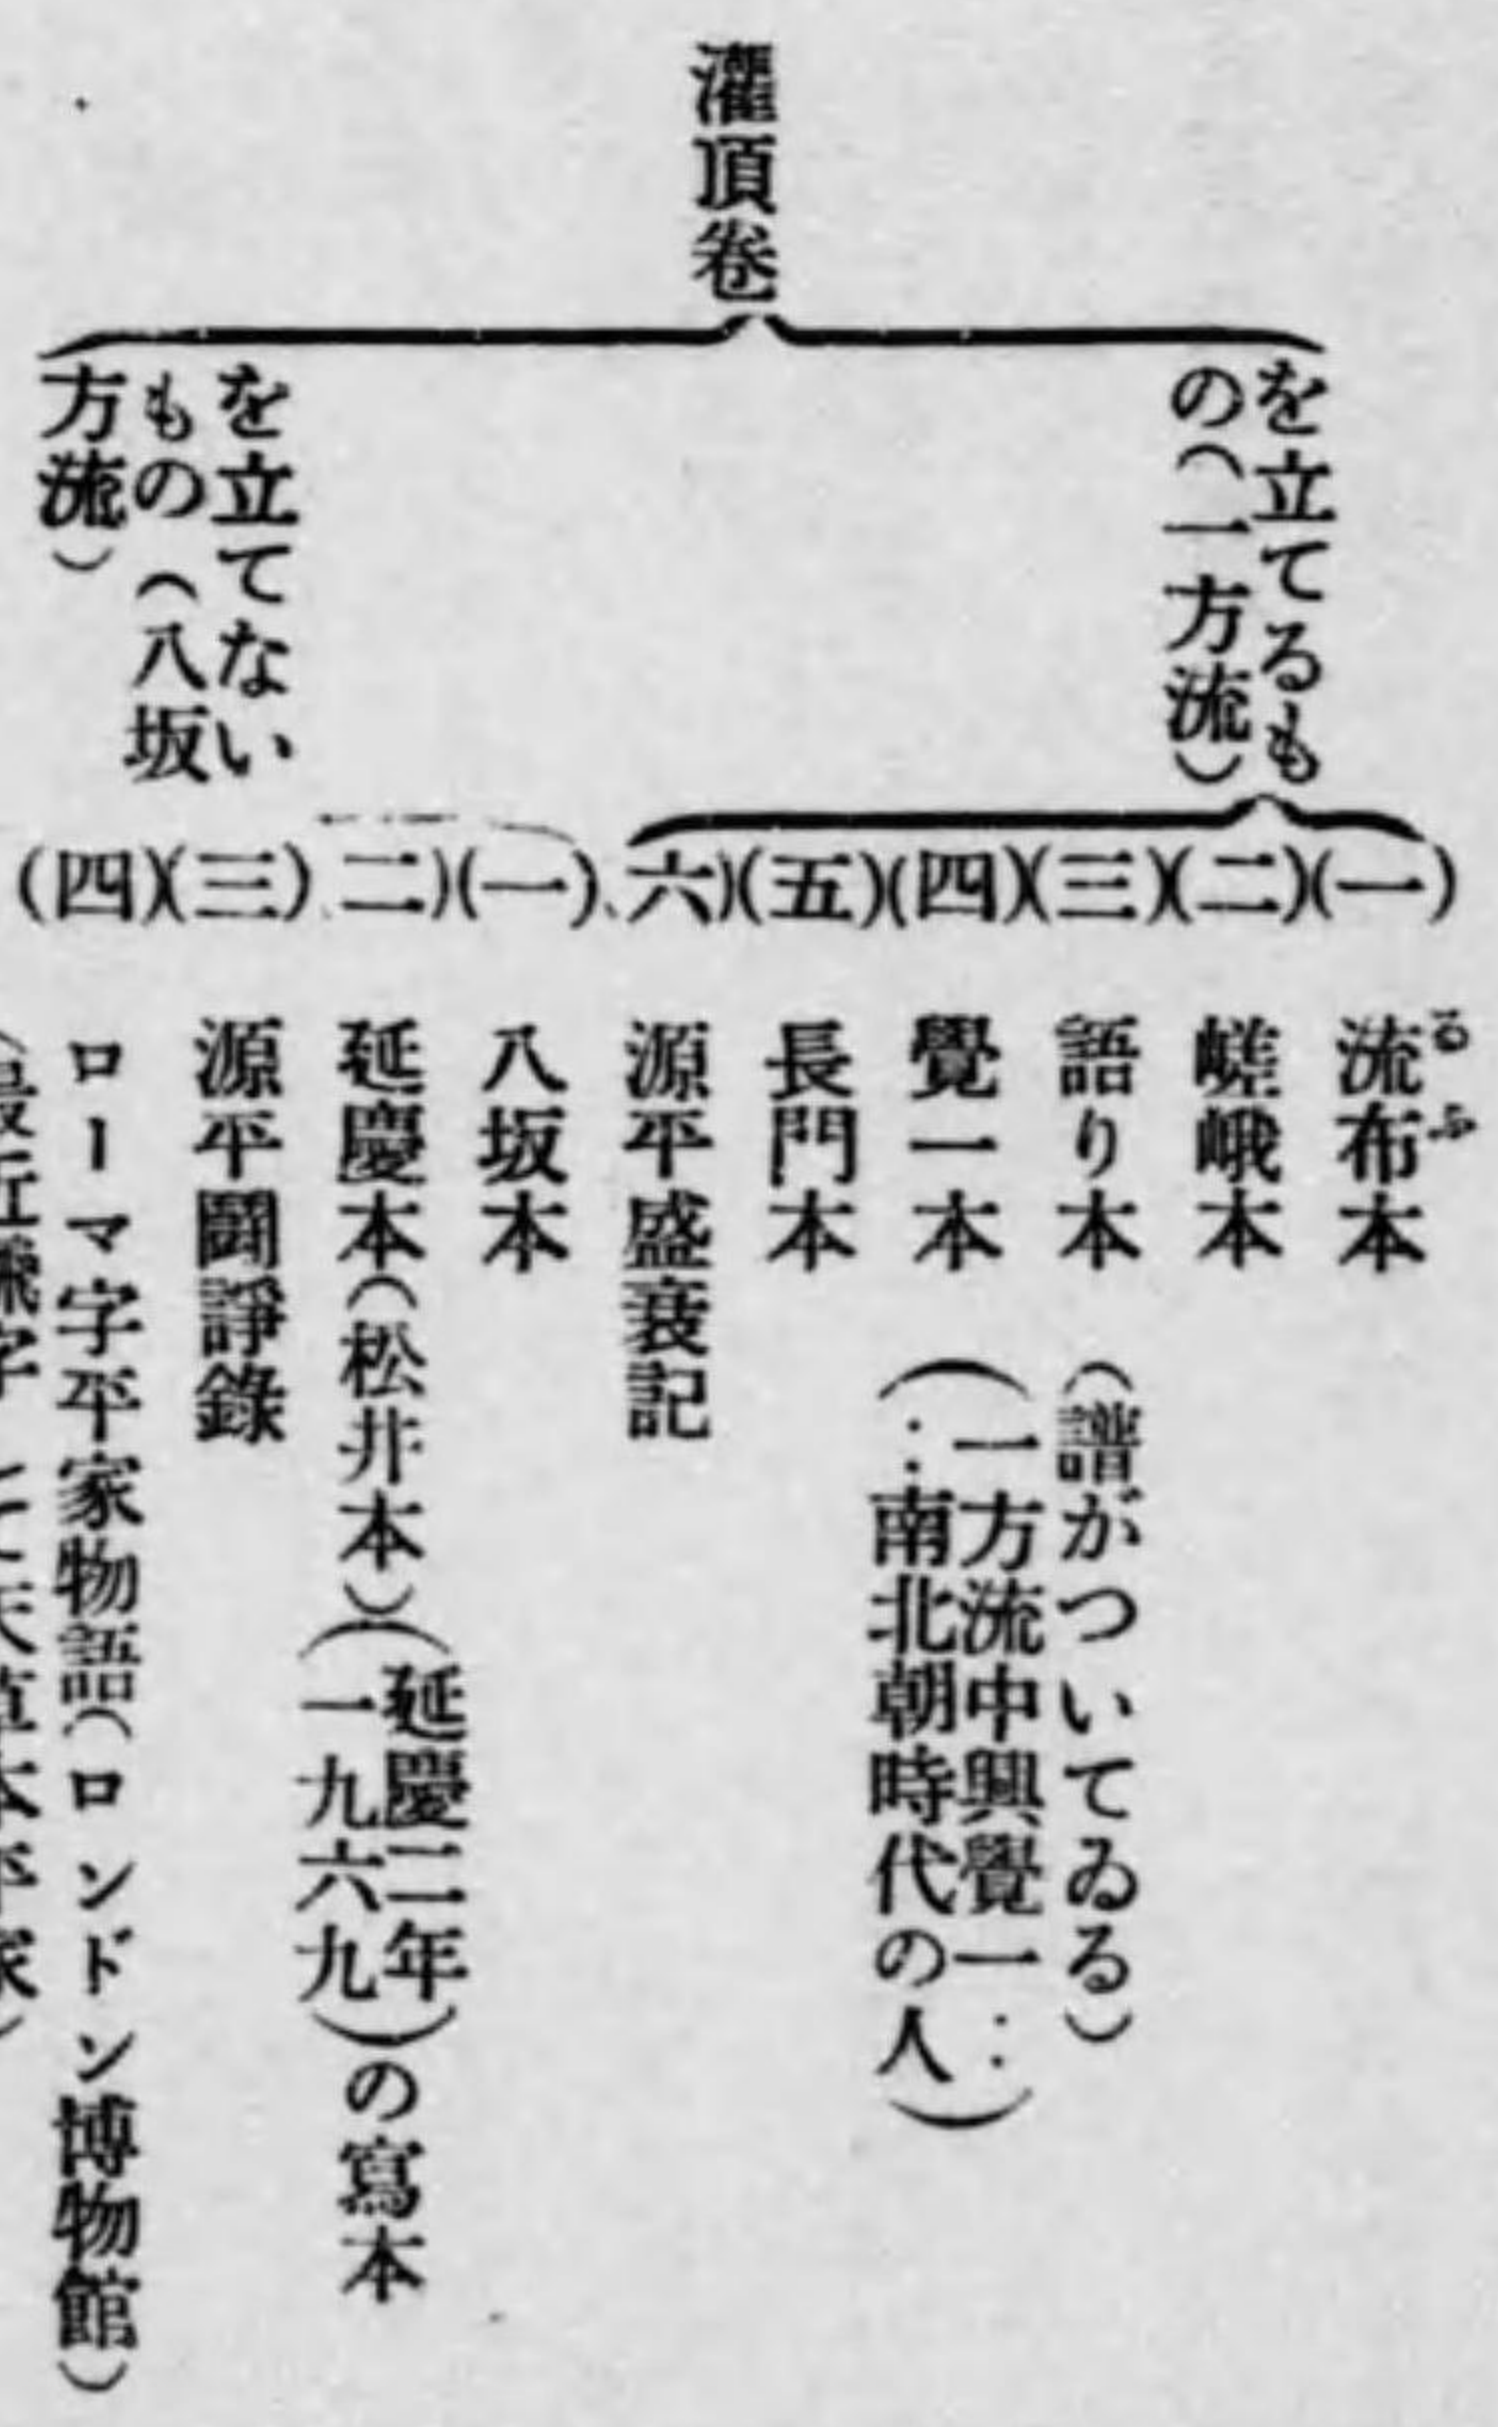 灌頂卷
を立てるも
の（一方流）
(一) 流布本
るふ
(二) 嵯峨本
(三) 語り本（譜がついてゐる）
(四) 覺一本（一方流中興覺一：
：南北朝時代の人）
(五) 長門本
(六) 源平盛衰記
を立てない
もの（八坂
方流）
(一) 八坂本
(二) 延慶本（松井本）（延慶二年
一九六九）の寫本
(三) 源平鬪諍錄
(四) ローマ字平家物語（ロンドン博物館）